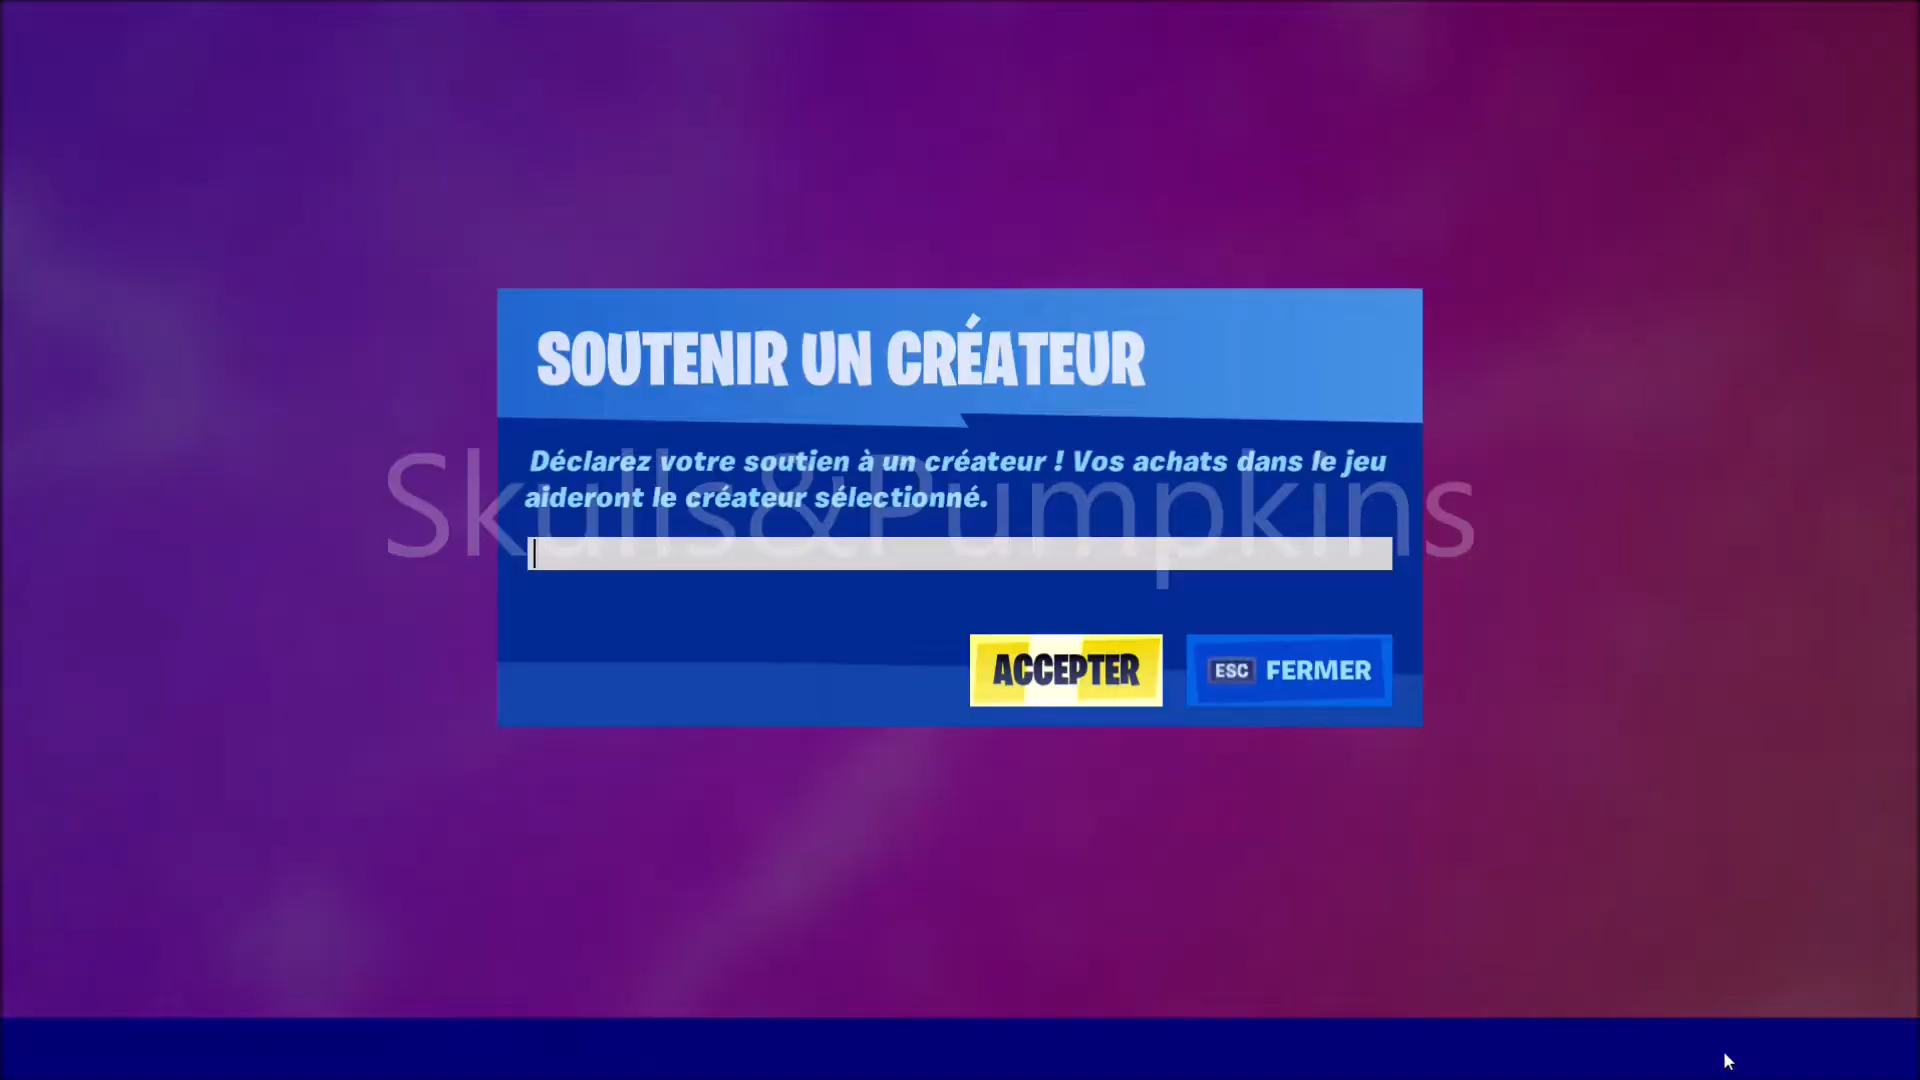 SOUTENIR UN CRÉATEUR
Déclarez votre soutien à un créateur ! Vos achats dans le jeu
aideront le créateur sélectionné.
Skulls&Pumpkins
ACCEPTER
ESC FERMER